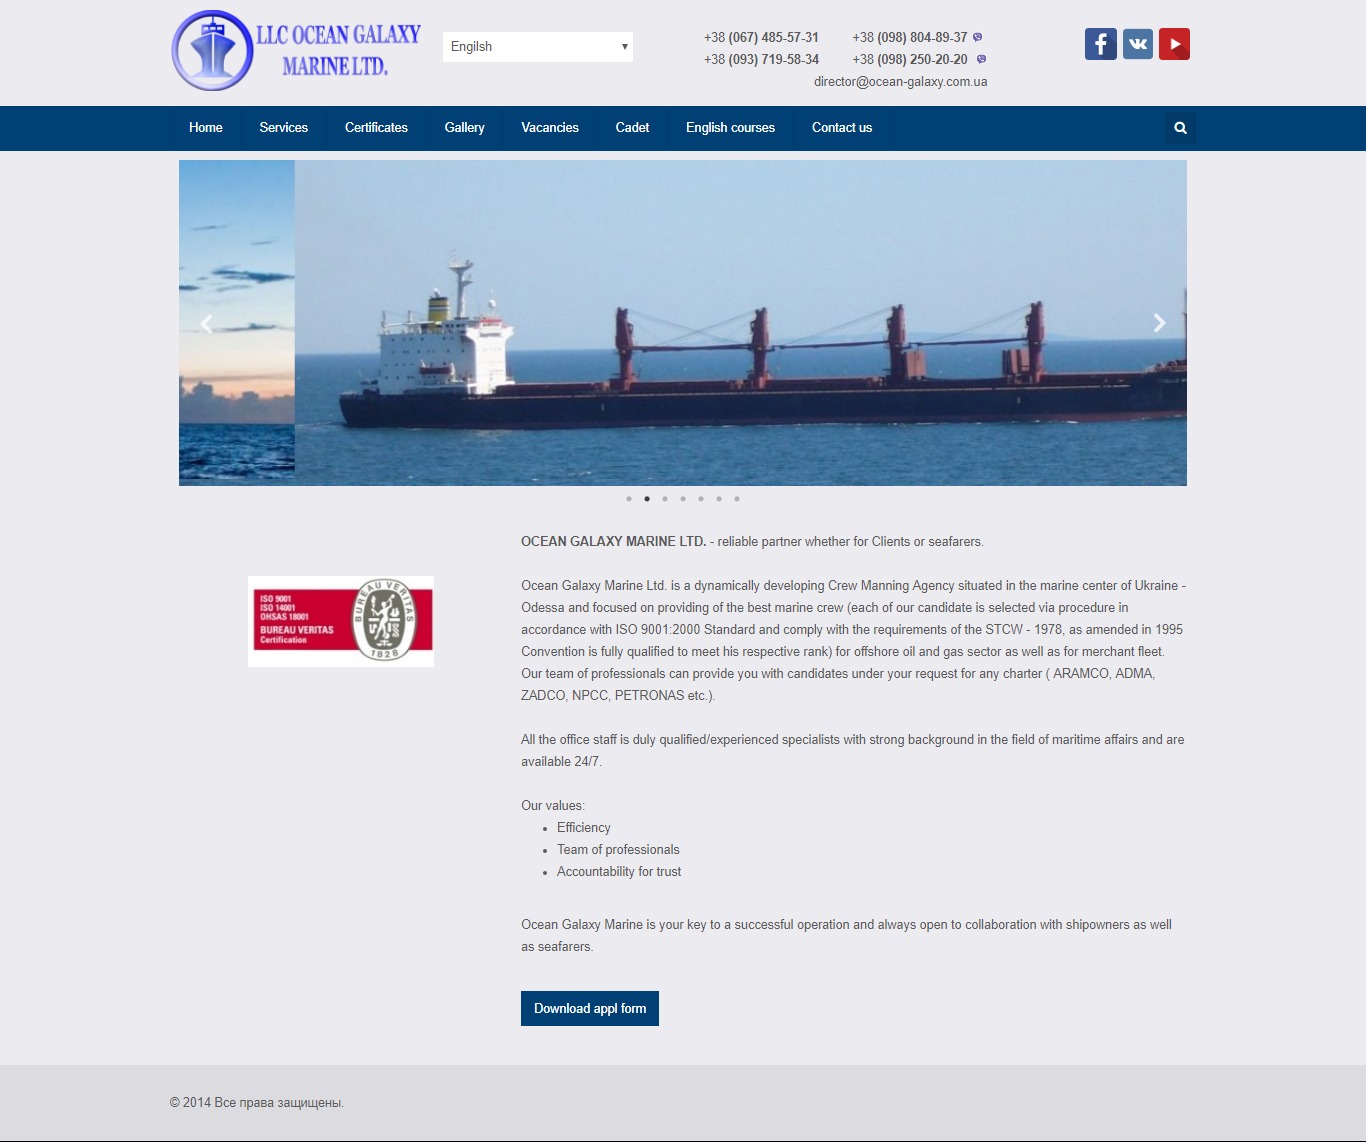 LLC OCEAN GALAXY
MARINE LTD.
Engilsh
+38 (067) 485-57-31
+38 (098) 804-89-37
+38 (093) 719-58-34
+38 (098) 250-20-20
director@ocean-galaxy.com.ua
Home Services Certificates Gallery Vacancies Cadet English courses Contact us
OCEAN GALAXY MARINE LTD. - reliable partner whether for Clients or seafarers.
ISO 9001
ISO 14001
OHSAS 18001
BUREAU VERITAS
Certification
BUREAU VERITAS
1828
Ocean Galaxy Marine Ltd. is a dynamically developing Crew Manning Agency situated in the marine center of Ukraine -
Odessa and focused on providing of the best marine crew (each of our candidate is selected via procedure in
accordance with ISO 9001:2000 Standard and comply with the requirements of the STCW - 1978, as amended in 1995
Convention is fully qualified to meet his respective rank) for offshore oil and gas sector as well as for merchant fleet.
Our team of professionals can provide you with candidates under your request for any charter ( ARAMCO, ADMA,
ZADCO, NPCC, PETRONAS etc.).
All the office staff is duly qualified/experienced specialists with strong background in the field of maritime affairs and are
available 24/7.
Our values:
• Efficiency
• Team of professionals
• Accountability for trust
Ocean Galaxy Marine is your key to a successful operation and always open to collaboration with shipowners as well
as seafarers.
Download appl form
© 2014 Все права защищены.